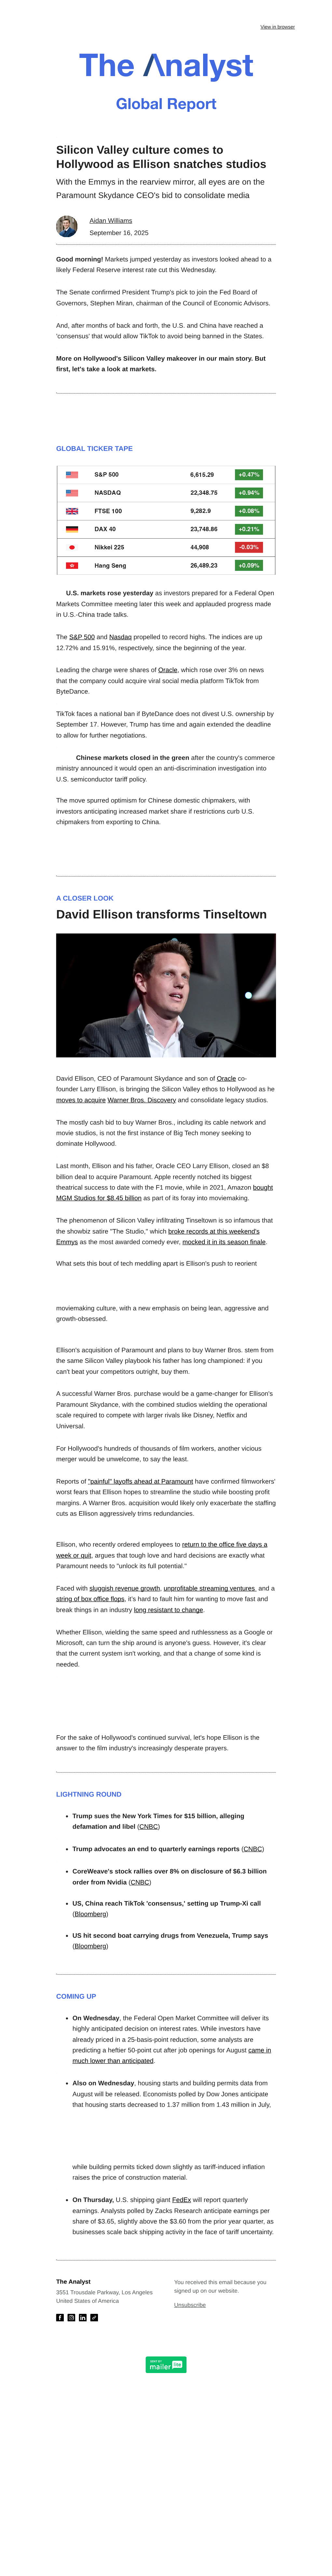 View in browser
The Analyst
Global Report
Silicon Valley culture comes to
Hollywood as Ellison snatches studios
With the Emmys in the rearview mirror, all eyes are on the
Paramount Skydance CEO's bid to consolidate media
Aidan Williams
September 16, 2025
Good morning! Markets jumped yesterday as investors looked ahead to a
likely Federal Reserve interest rate cut this Wednesday.
The Senate confirmed President Trump's pick to join the Fed Board of
Governors, Stephen Miran, chairman of the Council of Economic Advisors.
And, after months of back and forth, the U.S. and China have reached a
'consensus' that would allow TikTok to avoid being banned in the States.
More on Hollywood's Silicon Valley makeover in our main story. But
first, let's take a look at markets.
GLOBAL TICKER TAPE
S&P 500 6,615.29 +0.47%
NASDAQ 22,348.75 +0.94%
FTSE 100 9,282.9 +0.08%
DAX 40 23,748.86 +0.21%
Nikkei 225 44,908 -0.03%
Hang Seng 26,489.23 +0.09%
U.S. markets rose yesterday as investors prepared for a Federal Open
Markets Committee meeting later this week and applauded progress made
in U.S.-China trade talks.
The S&P 500 and Nasdaq propelled to record highs. The indices are up
12.72% and 15.91%, respectively, since the beginning of the year.
Leading the charge were shares of Oracle, which rose over 3% on news
that the company could acquire viral social media platform TikTok from
ByteDance.
TikTok faces a national ban if ByteDance does not divest U.S. ownership by
September 17. However, Trump has time and again extended the deadline
to allow for further negotiations.
Chinese markets closed in the green after the country's commerce
ministry announced it would open an anti-discrimination investigation into
U.S. semiconductor tariff policy.
The move spurred optimism for Chinese domestic chipmakers, with
investors anticipating increased market share if restrictions curb U.S.
chipmakers from exporting to China.
A CLOSER LOOK
David Ellison transforms Tinseltown
David Ellison, CEO of Paramount Skydance and son of Oracle co-
founder Larry Ellison, is bringing the Silicon Valley ethos to Hollywood as he
moves to acquire Warner Bros. Discovery and consolidate legacy studios.
The mostly cash bid to buy Warner Bros., including its cable network and
movie studios, is not the first instance of Big Tech money seeking to
dominate Hollywood.
Last month, Ellison and his father, Oracle CEO Larry Ellison, closed an $8
billion deal to acquire Paramount. Apple recently notched its biggest
theatrical success to date with the F1 movie, while in 2021, Amazon bought
MGM Studios for $8.45 billion as part of its foray into moviemaking.
The phenomenon of Silicon Valley infiltrating Tinseltown is so infamous that
the showbiz satire "The Studio," which broke records at this weekend's
Emmys as the most awarded comedy ever, mocked it in its season finale.
What sets this bout of tech meddling apart is Ellison's push to reorient
moviemaking culture, with a new emphasis on being lean, aggressive and
growth-obsessed.
Ellison's acquisition of Paramount and plans to buy Warner Bros. stem from
the same Silicon Valley playbook his father has long championed: if you
can't beat your competitors outright, buy them.
A successful Warner Bros. purchase would be a game-changer for Ellison's
Paramount Skydance, with the combined studios wielding the operational
scale required to compete with larger rivals like Disney, Netflix and
Universal.
For Hollywood's hundreds of thousands of film workers, another vicious
merger would be unwelcome, to say the least.
Reports of "painful" layoffs ahead at Paramount have confirmed filmworkers'
worst fears that Ellison hopes to streamline the studio while boosting profit
margins. A Warner Bros. acquisition would likely only exacerbate the staffing
cuts as Ellison aggressively trims redundancies.
Ellison, who recently ordered employees to return to the office five days a
week or quit, argues that tough love and hard decisions are exactly what
Paramount needs to "unlock its full potential."
Faced with sluggish revenue growth, unprofitable streaming ventures and a
string of box office flops, it's hard to fault him for wanting to move fast and
break things in an industry long resistant to change.
Whether Ellison, wielding the same speed and ruthlessness as a Google or
Microsoft, can turn the ship around is anyone's guess. However, it's clear
that the current system isn't working, and that a change of some kind is
needed.
For the sake of Hollywood's continued survival, let's hope Ellison is the
answer to the film industry's increasingly desperate prayers.
LIGHTNING ROUND
• Trump sues the New York Times for $15 billion, alleging
defamation and libel (CNBC)
• Trump advocates an end to quarterly earnings reports (CNBC)
• CoreWeave's stock rallies over 8% on disclosure of $6.3 billion
order from Nvidia (CNBC)
• US, China reach TikTok 'consensus,' setting up Trump-Xi call
(Bloomberg)
• US hit second boat carrying drugs from Venezuela, Trump says
(Bloomberg)
COMING UP
• On Wednesday, the Federal Open Market Committee will deliver its
highly anticipated decision on interest rates. While investors have
already priced in a 25-basis-point reduction, some analysts are
predicting a heftier 50-point cut after job openings for August came in
much lower than anticipated.
• Also on Wednesday, housing starts and building permits data from
August will be released. Economists polled by Dow Jones anticipate
that housing starts decreased to 1.37 million from 1.43 million in July,
while building permits ticked down slightly as tariff-induced inflation
raises the price of construction material.
• On Thursday, U.S. shipping giant FedEx will report quarterly
earnings. Analysts polled by Zacks Research anticipate earnings per
share of $3.65, slightly above the $3.60 from the prior year quarter, as
businesses scale back shipping activity in the face of tariff uncertainty.
The Analyst
3551 Trousdale Parkway, Los Angeles
United States of America
You received this email because you
signed up on our website.
Unsubscribe
SENT BY
mailer lite